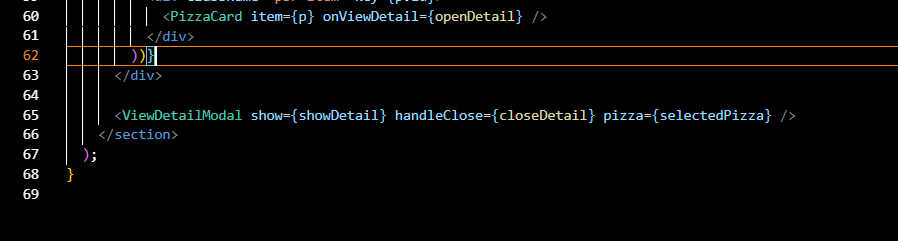 60 <PizzaCard item={p} onViewDetail={openDetail} />
61 </div>
62 ))}
63 </div>
64
65 <ViewDetailModal show={showDetail} handleClose={closeDetail} pizza={selectedPizza} />
66 </section>
67 );
68 }
69